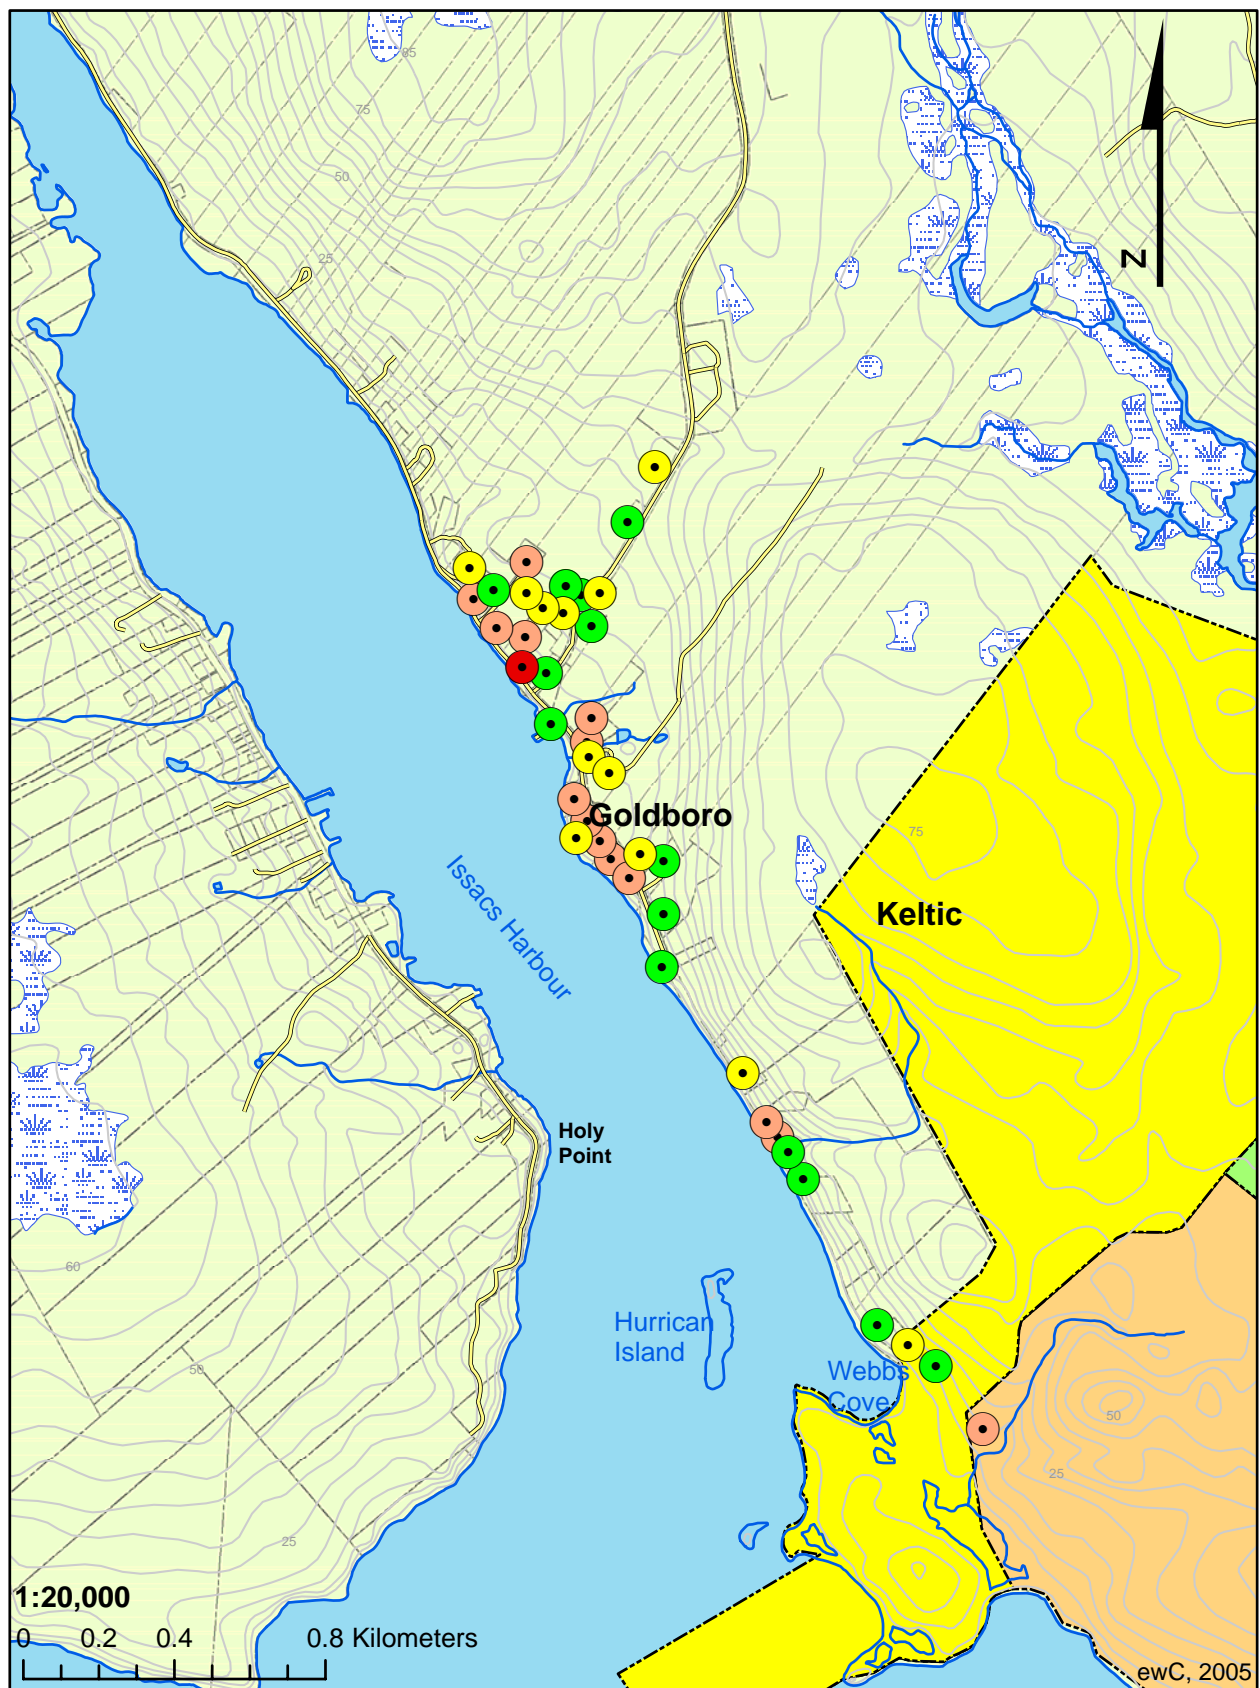 85
75
50
25
N
Goldboro
75
Keltic
Issacs Harbour
Holy
Point
60
Hurrican
Island
Webbs
Cove
50
50
25
25
1:20,000
0 0.2 0.4 0.8 Kilometers
ewC, 2005